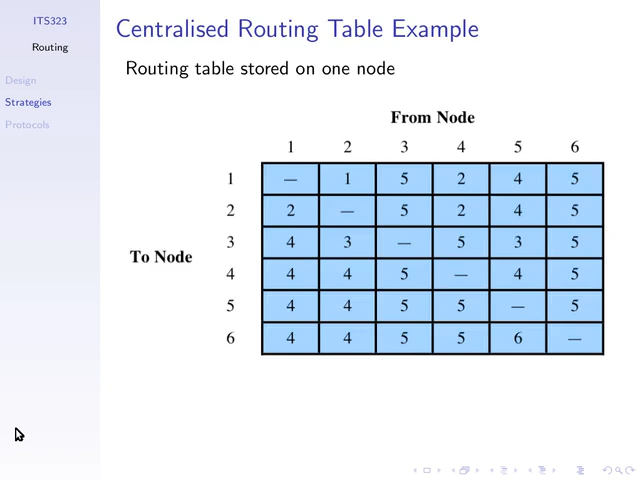 ITS323
Routing
Design
Strategies
Protocols
Centralised Routing Table Example
Routing table stored on one node
From Node
1 2 3 4 5 6
1 — 1 5 2 4 5
2 2 — 5 2 4 5
3 4 3 — 5 3 5
To Node
4 4 4 5 — 4 5
5 4 4 5 5 — 5
6 4 4 5 5 6 —